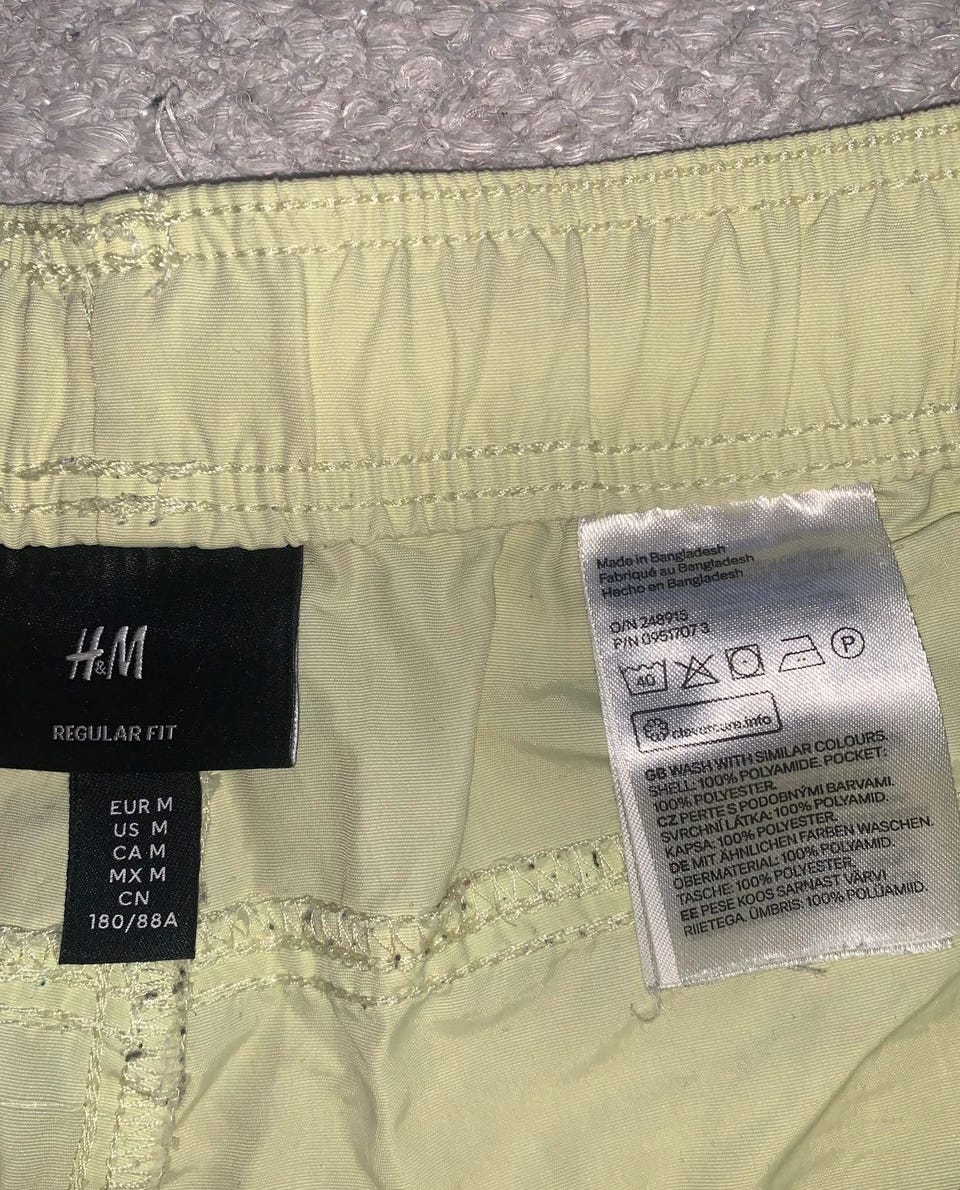 H&M
REGULAR FIT
EUR M
US M
CA M
MX M
CN
180/88A
Made in Bangladesh
Fabriqué au Bangladesh
Hecho en Bangladesh
O/N 248915
P/N 0951707 3
40
P
clevercare.info
GB WASH WITH SIMILAR COLOURS.
SHELL: 100% POLYAMIDE. POCKET:
100% POLYESTER.
CZ PERTE S PODOBNÝMI BARVAMI.
SVRCHNÍ LÁTKA: 100% POLYAMID.
KAPSA: 100% POLYESTER.
DE MIT ÄHNLICHEN FARBEN WASCHEN.
OBERMATERIAL: 100% POLYAMID.
TASCHE: 100% POLYESTER.
EE PESE KOOS SARNAST VÄRVI
RIIETEGA. ÜMBRIS: 100% POLÜAMIID.